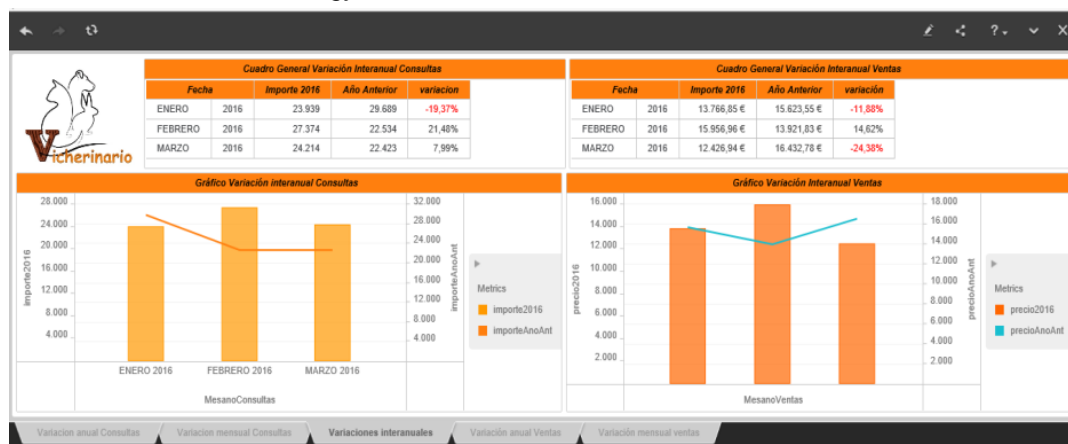 Cuadro General Variación Interanual Consultas
Fecha Importe 2016 Año Anterior variacion
ENERO 2016 23.939 29.689 -19,37%
FEBRERO 2016 27.374 22.534 21,48%
MARZO 2016 24.214 22.423 7,99%
Cuadro General Variación Interanual Ventas
Fecha Importe 2016 Año Anterior variación
ENERO 2016 13.766,85 € 15.623,55 € -11,88%
FEBRERO 2016 15.956,96 € 13.921,83 € 14,62%
MARZO 2016 12.426,94 € 16.432,78 € -24,38%
Vicherinario
Gráfico Variación interanual Consultas
28.000
24.000
20.000
16.000
12.000
8.000
4.000
importe2016
32.000
28.000
24.000
20.000
16.000
12.000
8.000
4.000
importeAnoAnt
ENERO 2016 FEBRERO 2016 MARZO 2016
MesanoConsultas
Metrics
importe2016
importeAnoAnt
Gráfico Variación Interanual Ventas
16.000
14.000
12.000
10.000
8.000
6.000
4.000
2.000
precio2016
18.000
16.000
14.000
12.000
10.000
8.000
6.000
4.000
2.000
precioAnoAnt
MesanoVentas
Metrics
precio2016
precioAnoAnt
Variacion anual Consultas Variacion mensual Consultas Variaciones interanuales Variación anual Ventas Variación mensual ventas